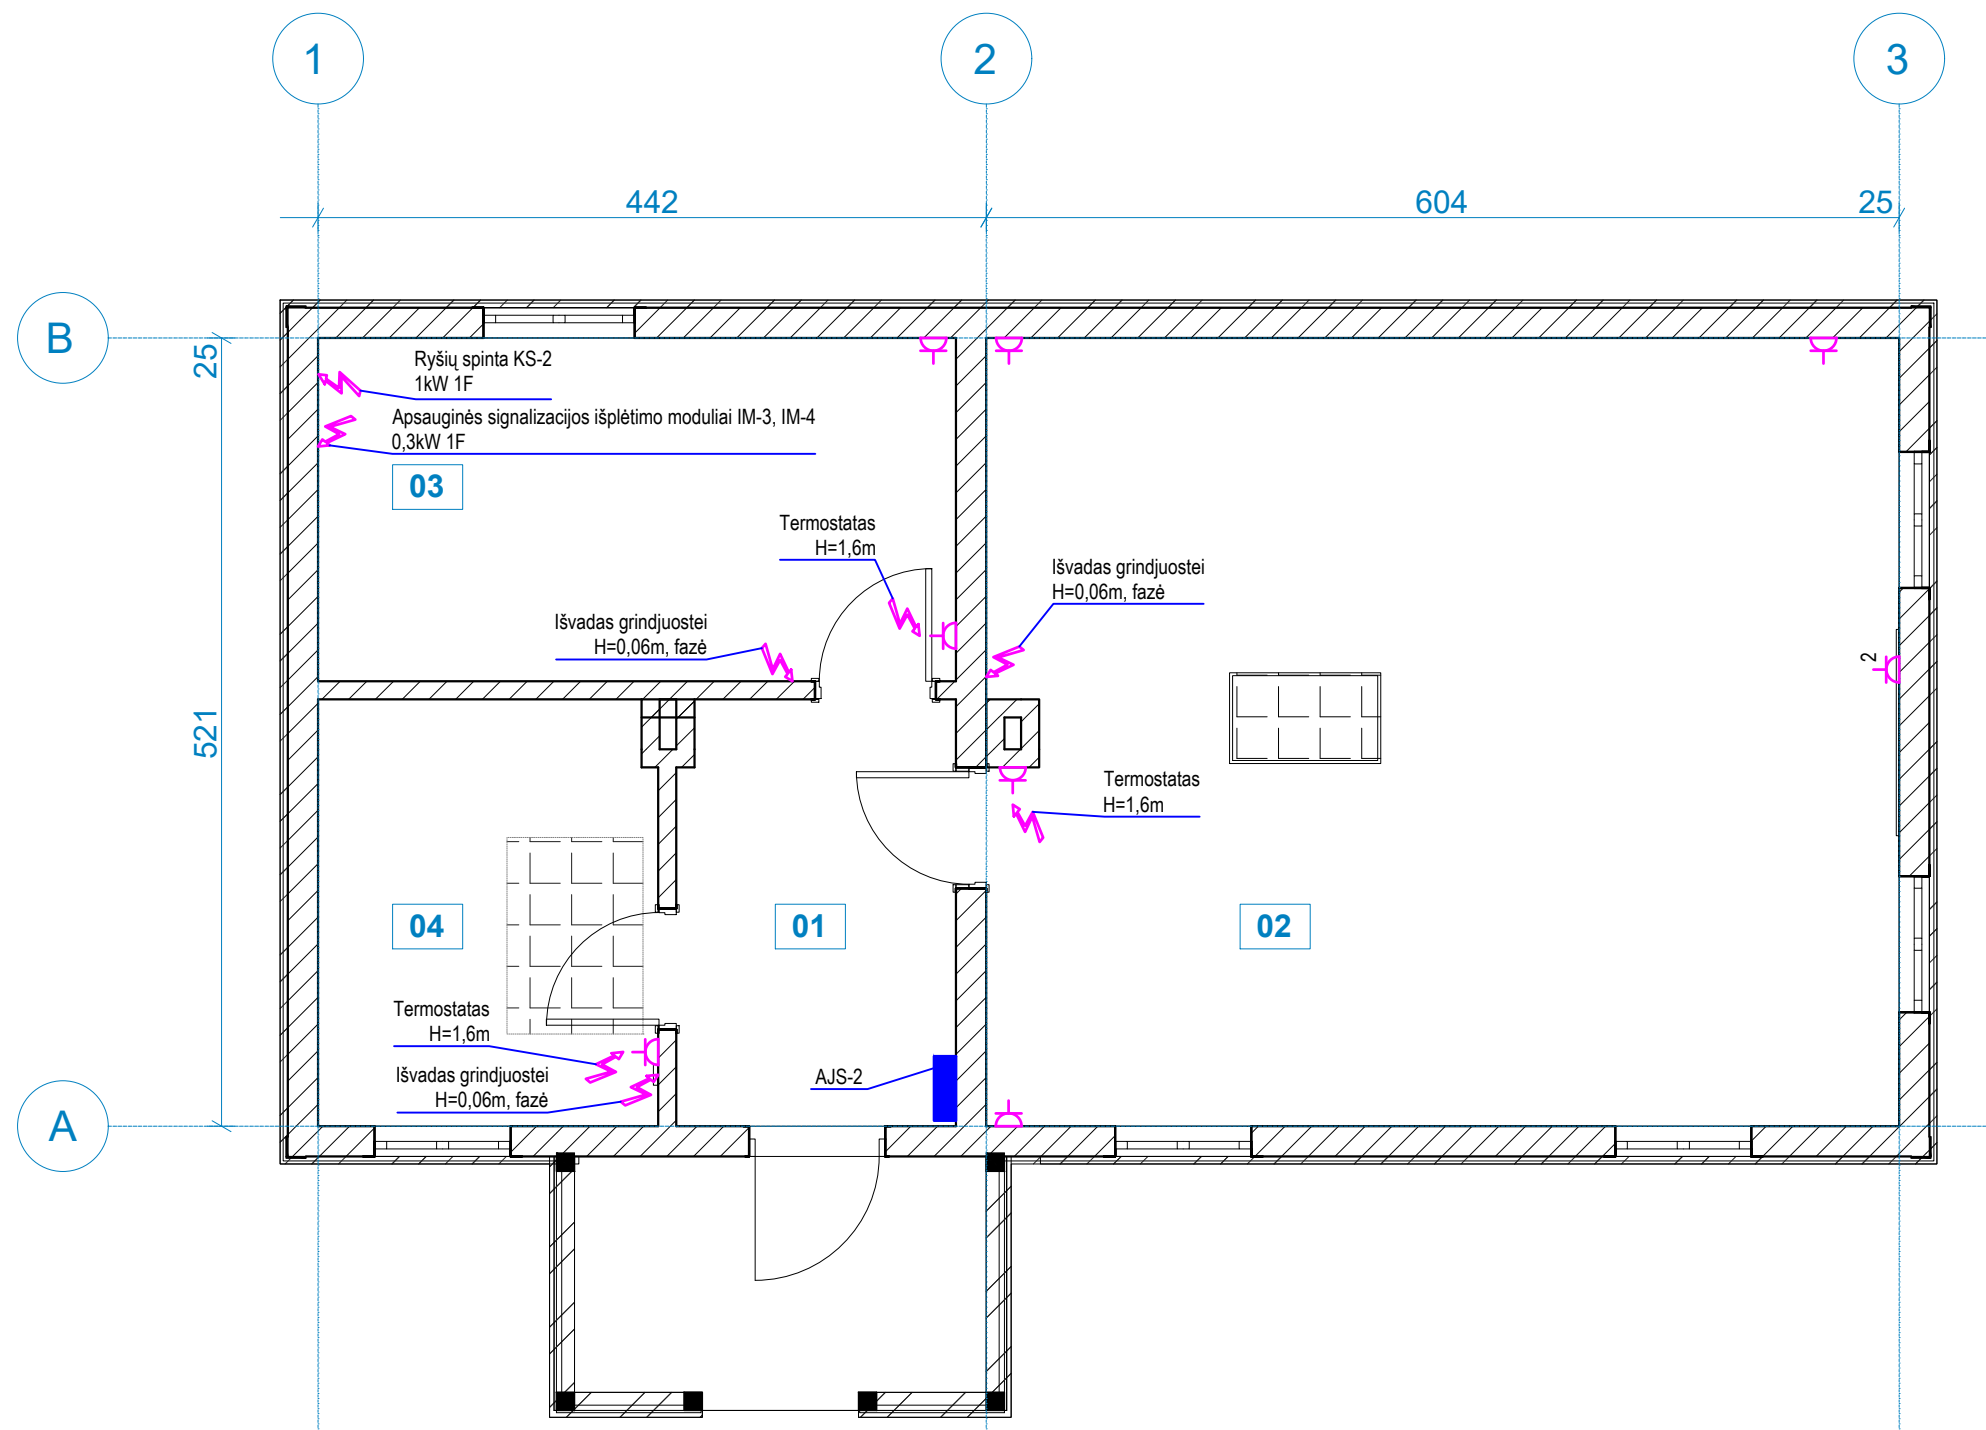 1
2
3
442
604
25
B
25
Ryšių spinta KS-2
1kW 1F
Apsauginės signalizacijos išplėtimo moduliai IM-3, IM-4
0,3kW 1F
03
Termostatas
H=1,6m
Išvadas grindjuostei
H=0,06m, fazė
Išvadas grindjuostei
H=0,06m, fazė
2
521
Termostatas
H=1,6m
04
01
02
Termostatas
H=1,6m
Išvadas grindjuostei
H=0,06m, fazė
AJS-2
A